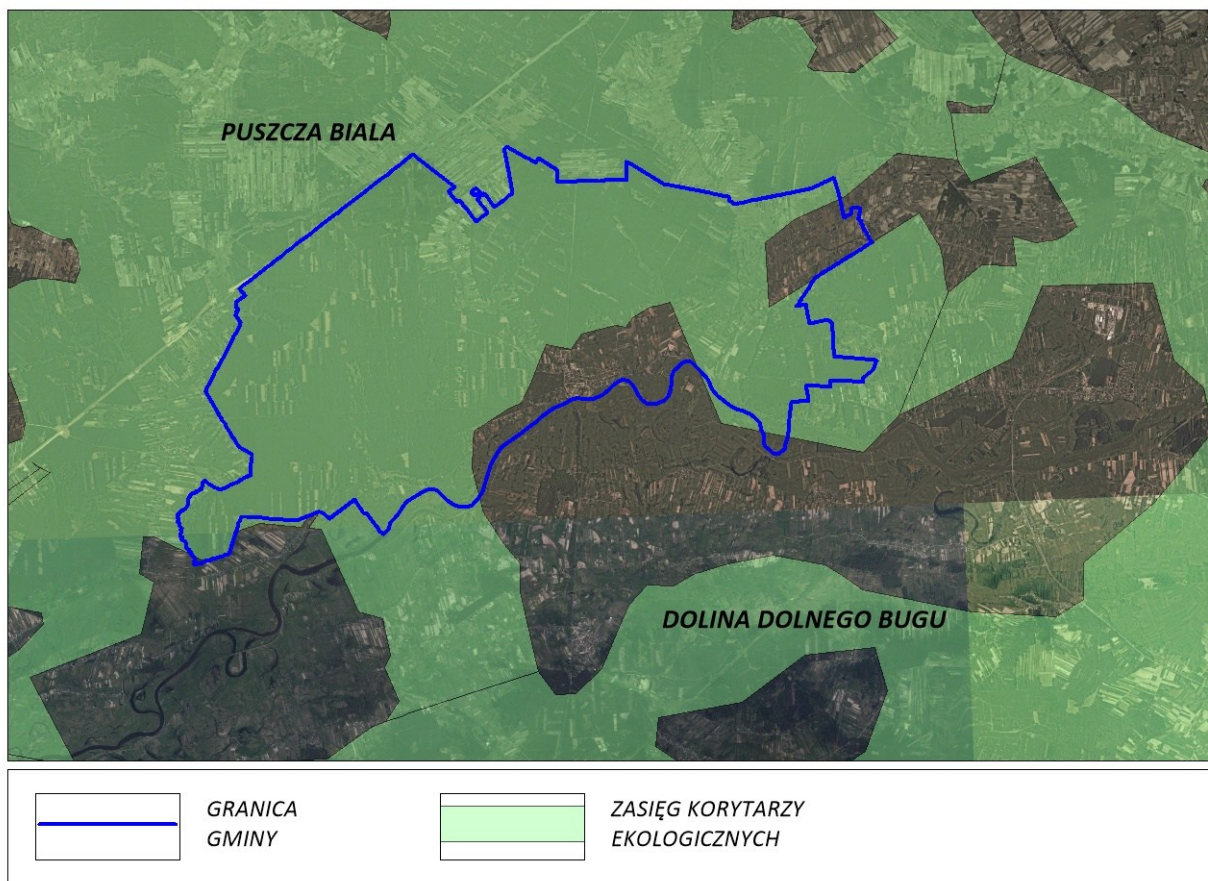 PUSZCZA BIALA
DOLINA DOLNEGO BUGU
GRANICA
GMINY
ZASIĘG KORYTARZY
EKOLOGICZNYCH